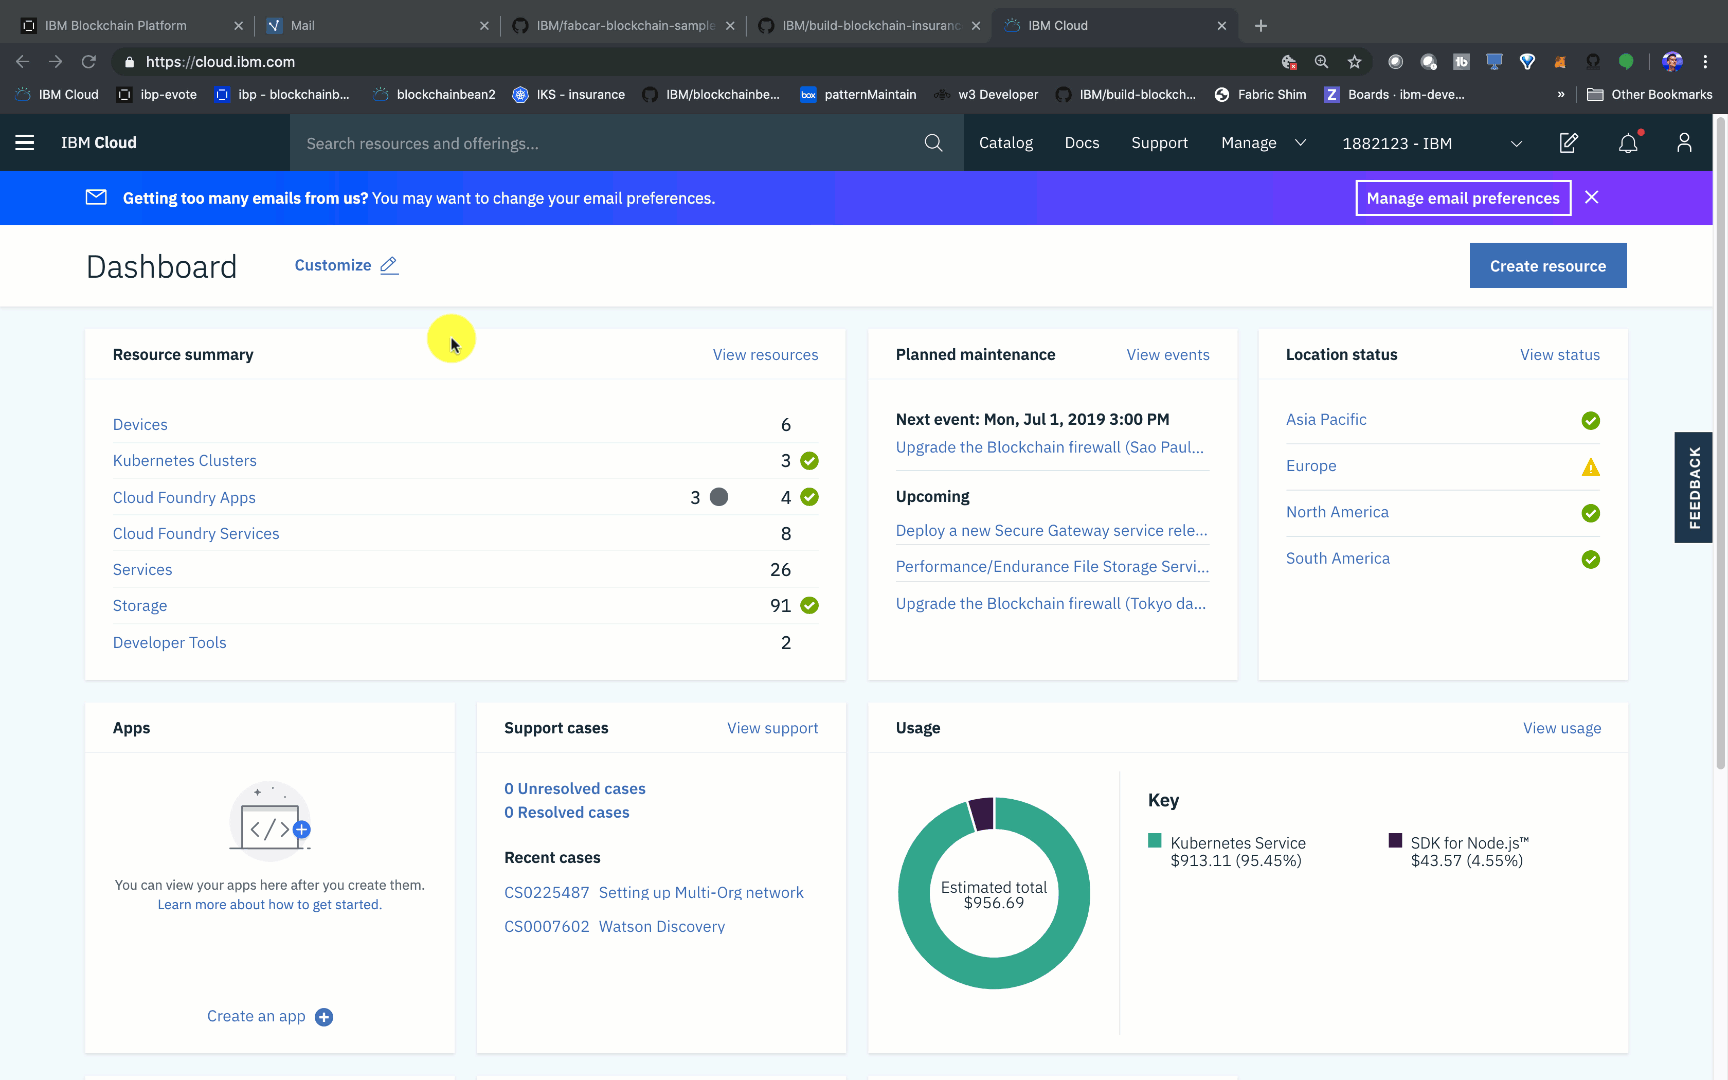 IBM Blockchain Platform
Mail
IBM/fabcar-blockchain-sample
IBM/build-blockchain-insuranc
IBM Cloud
https://cloud.ibm.com
IBM Cloud
ibp-evote
ibp - blockchainb...
blockchainbean2
IKS - insurance
IBM/blockchainbe...
box patternMaintain
w3 Developer
IBM/build-blockch...
Fabric Shim
Z Boards · ibm-deve...
» Other Bookmarks
IBM Cloud
Search resources and offerings...
Catalog
Docs
Support
Manage
1882123 - IBM
Getting too many emails from us? You may want to change your email preferences.
Manage email preferences
Dashboard
Customize
Create resource
Resource summary
View resources
Devices 6
Kubernetes Clusters 3
Cloud Foundry Apps 3 4
Cloud Foundry Services 8
Services 26
Storage 91
Developer Tools 2
Planned maintenance
View events
Next event: Mon, Jul 1, 2019 3:00 PM
Upgrade the Blockchain firewall (Sao Paul...
Upcoming
Deploy a new Secure Gateway service rele...
Performance/Endurance File Storage Servi...
Upgrade the Blockchain firewall (Tokyo da...
Location status
View status
Asia Pacific
Europe
North America
South America
FEEDBACK
Apps
</>
You can view your apps here after you create them.
Learn more about how to get started.
Create an app
Support cases
View support
0 Unresolved cases
0 Resolved cases
Recent cases
CS0225487 Setting up Multi-Org network
CS0007602 Watson Discovery
Usage
View usage
Estimated total
$956.69
Key
Kubernetes Service
$913.11 (95.45%)
SDK for Node.js™
$43.57 (4.55%)